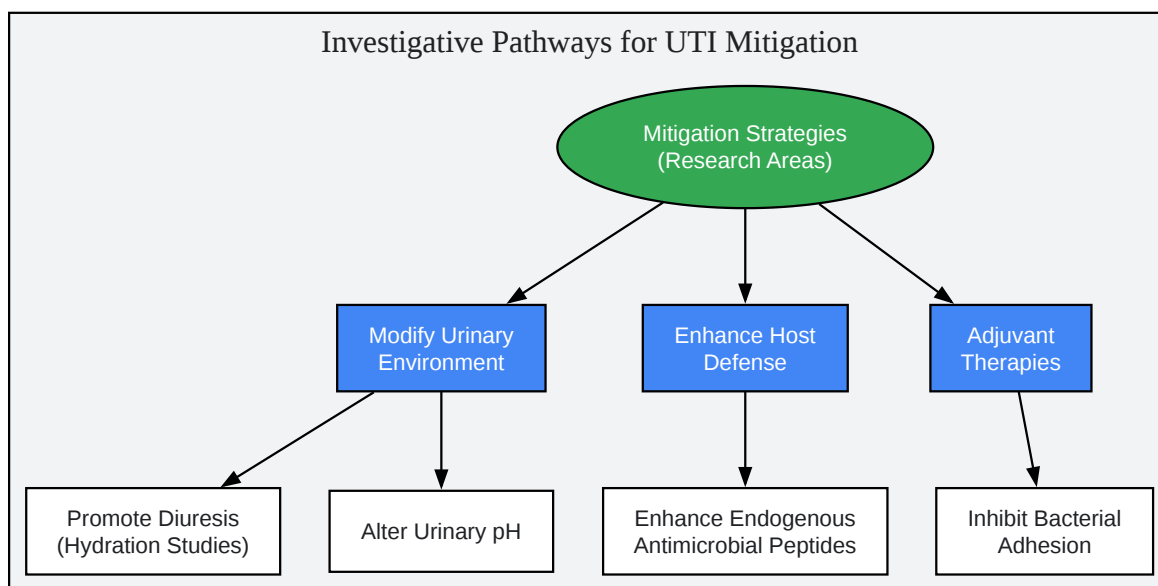 Investigative Pathways for UTI Mitigation
Mitigation Strategies
(Research Areas)
Modify Urinary
Environment
Enhance Host
Defense
Adjuvant
Therapies
Promote Diuresis
(Hydration Studies)
Alter Urinary pH
Enhance Endogenous
Antimicrobial Peptides
Inhibit Bacterial
Adhesion